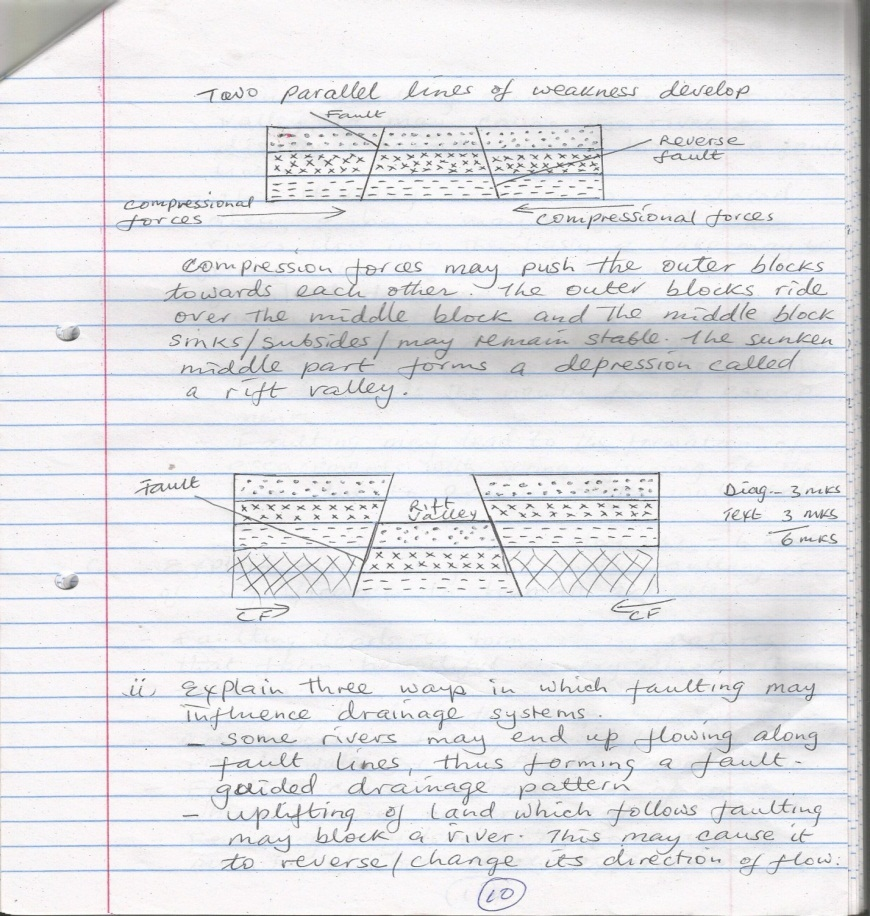 Two parallel lines of weakness develop
Fault
Reverse
fault
compressional
forces
compressional forces
compression forces may push the outer blocks
towards each other. The outer blocks ride
over the middle block and the middle block
sinks/subsides/may remain stable. The sunken
middle part forms a depression called
a rift valley.
Fault
Rift
Valley
Diag - 3 mks
Text 3 mks
6 mks
CF
CF
ii, Explain three ways in which faulting may
influence drainage systems.
- some rivers may end up flowing along
fault lines, thus forming a fault-
guided drainage pattern
- uplifting of land which follows faulting
may block a river. This may cause it
to reverse/change its direction of flow.
10